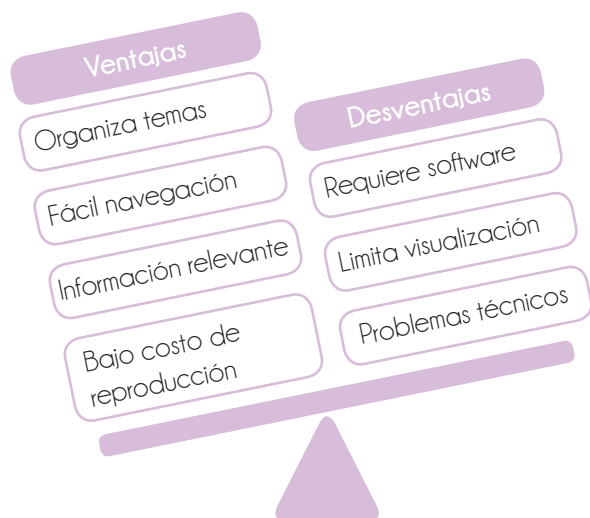 Ventajas
Organiza temas
Fácil navegación
Información relevante
Bajo costo de
reproducción
Desventajas
Requiere software
Limita visualización
Problemas técnicos